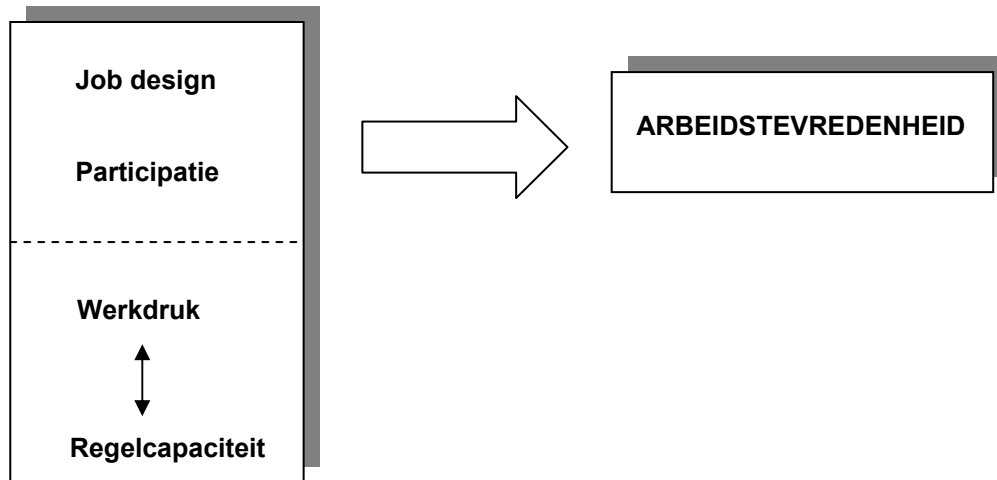 Job design
Participatie
Werkdruk
Regelcapaciteit
ARBEIDSTEVREDENHEID